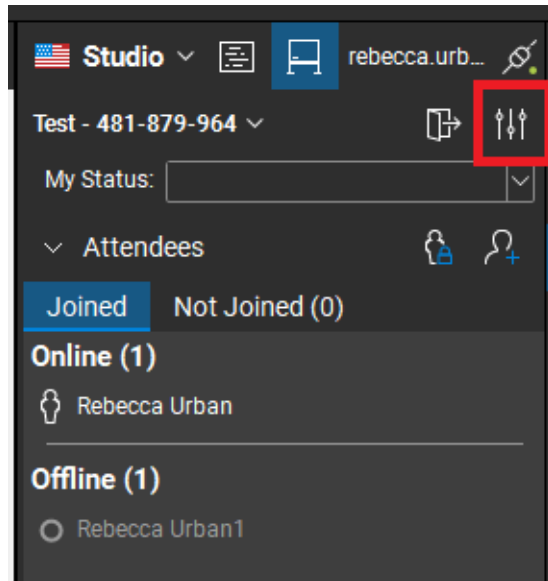 Studio rebecca.urb...
Test - 481-879-964
My Status:
Attendees
Joined Not Joined (0)
Online (1)
Rebecca Urban
Offline (1)
Rebecca Urban1